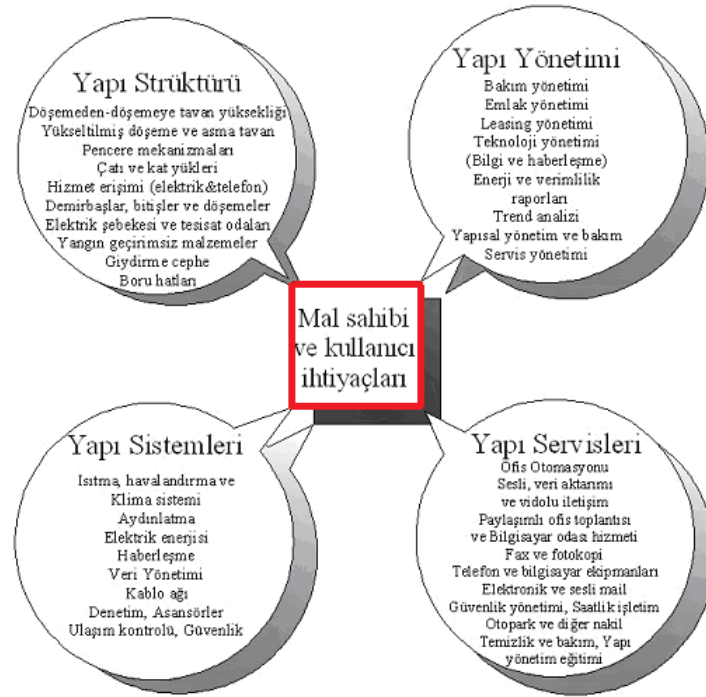 Yapı Strüktürü
Döşemeden-döşemeye tavan yüksekliği
Yükseltilmiş döşeme ve asma tavan
Pencere mekanizmaları
Çatı ve kat yükleri
Hizmet erişimi (elektrik&telefon)
Demirbaşlar, bitişler ve döşemeler
Elektrik şebekesi ve tesisat odaları
Yangın geçirimsiz malzemeler
Giydirme cephe
Boru hatları
Yapı Yönetimi
Bakım yönetimi
Emlak yönetimi
Leasing yönetimi
Teknoloji yönetimi
(Bilgi ve haberleşme)
Enerji ve verimlilik
raporları
Trend analizi
Yapısal yönetim ve bakım
Servis yönetimi
Mal sahibi
ve kullanıcı
ihtiyaçları
Yapı Sistemleri
Isıtma, havalandırma ve
Klima sistemi
Aydınlatma
Elektrik enerjisi
Haberleşme
Veri Yönetimi
Kablo ağı
Denetim, Asansörler
Ulaşım kontrolü, Güvenlik
Yapı Servisleri
Ofis Otomasyonu
Sesli, veri aktarımı
ve vidolu iletişim
Paylaşımlı ofis toplantısı
ve Bilgisayar odası hizmeti
Fax ve fotokopi
Telefon ve bilgisayar ekipmanları
Elektronik ve sesli mail
Güvenlik yönetimi, Saatlik işletim
Otopark ve diğer nakil
Temizlik ve bakım, Yapı
yönetim eğitimi